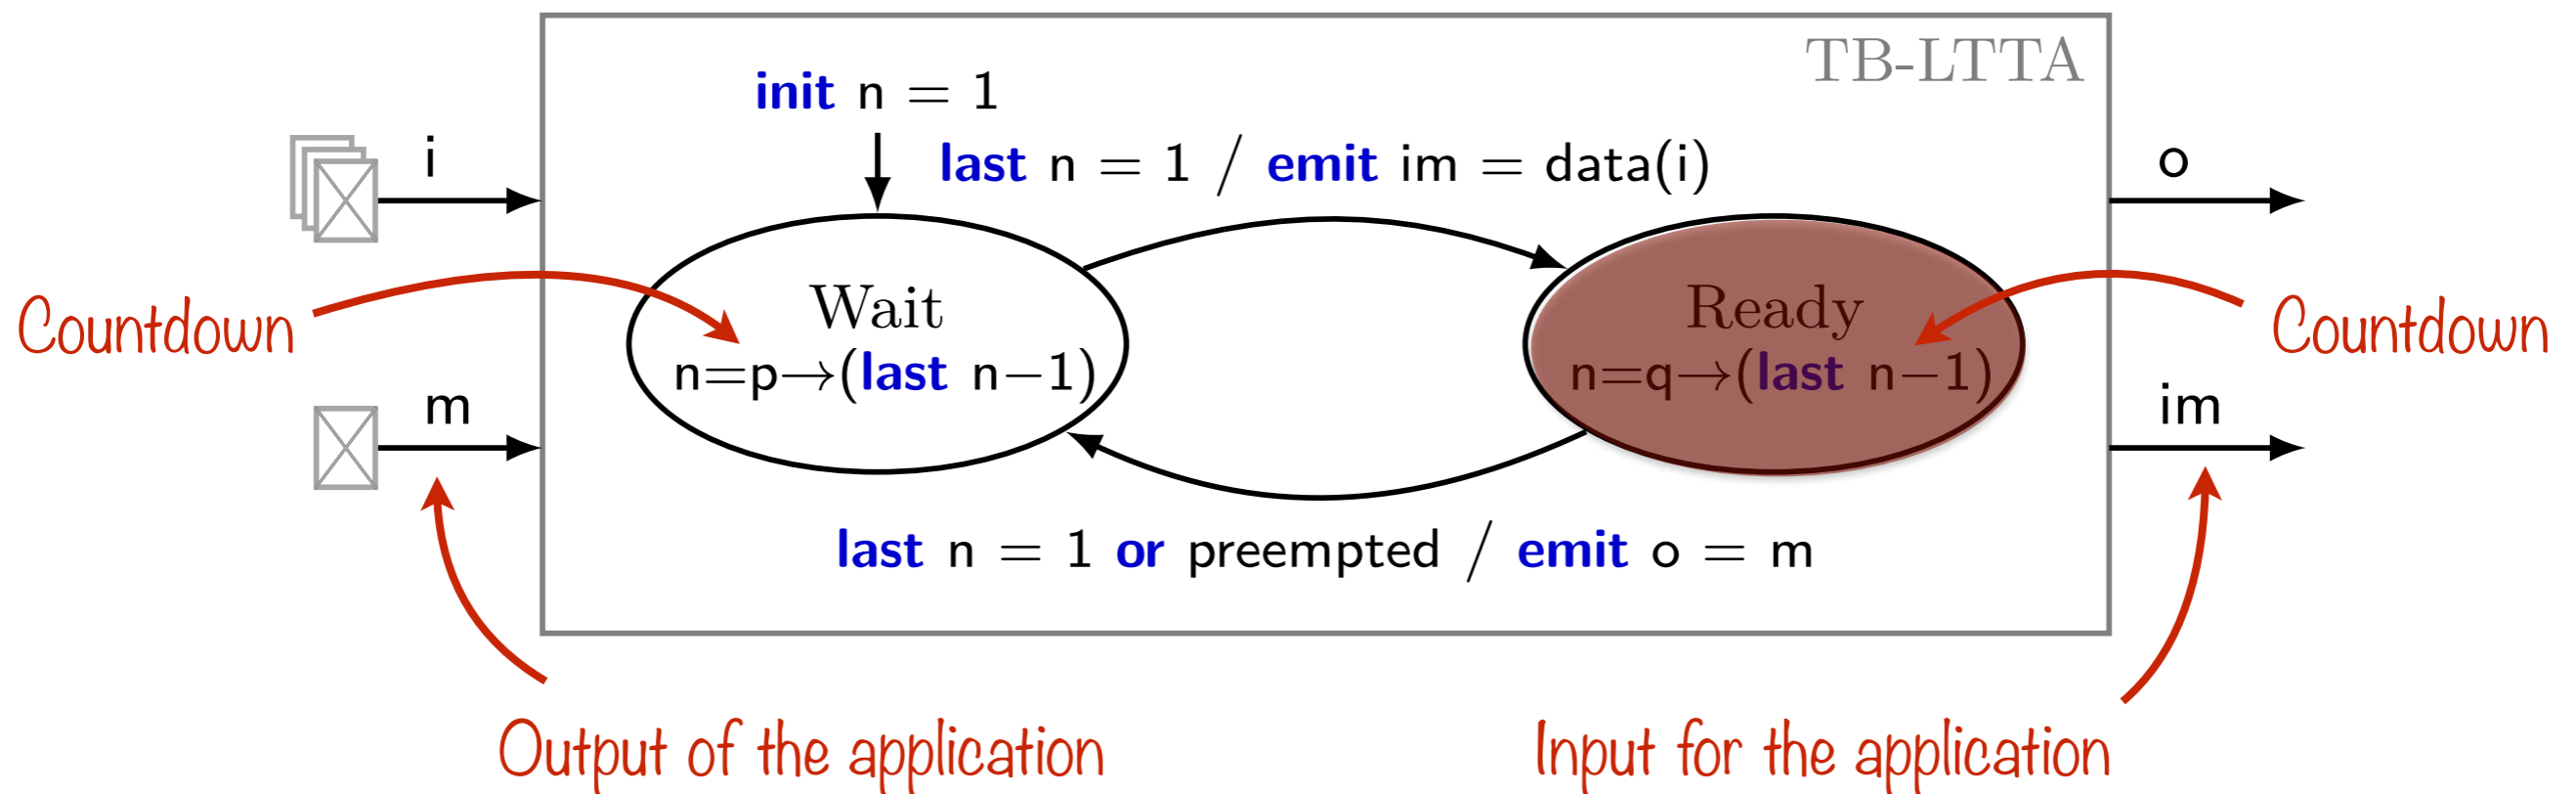 TB-LTTA
init n = 1
last n = 1 / emit im = data(i)
i
o
Wait
n=p→(last n−1)
Ready
n=q→(last n−1)
Countdown
Countdown
m
im
last n = 1 or preempted / emit o = m
Output of the application
Input for the application